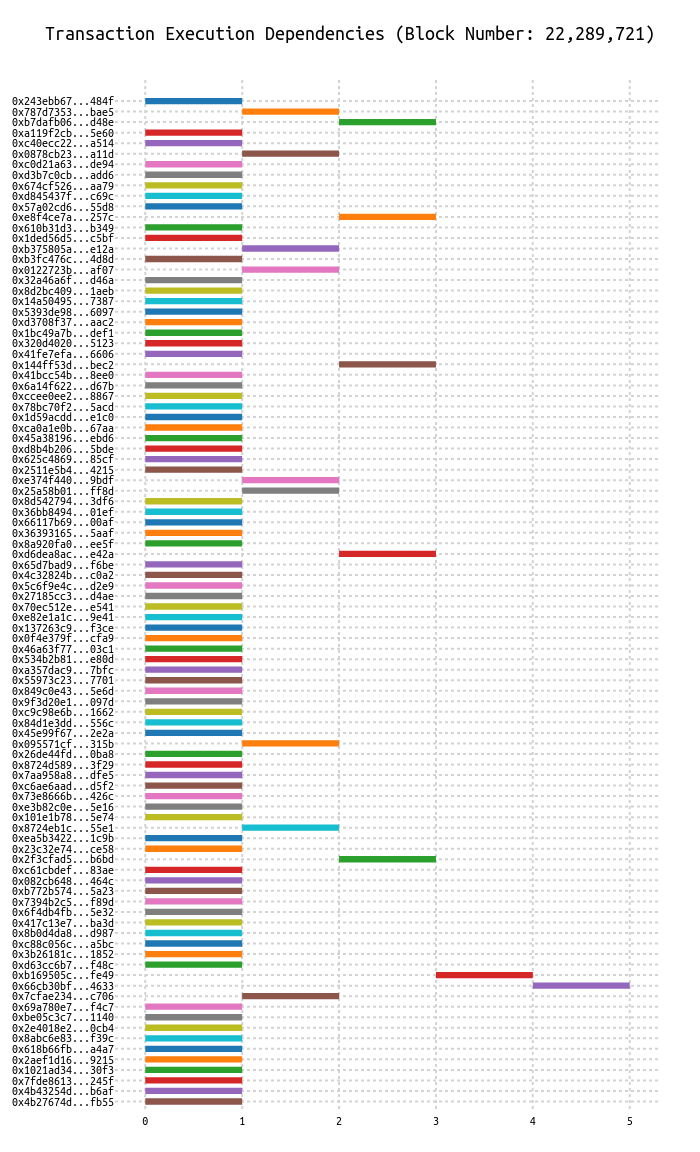 Transaction Execution Dependencies (Block Number: 22,289,721)
0x243ebb67...484f
0x787d7353...bae5
0xb7dafb06...d48e
0xa119f2cb...5e60
0xc40ecc22...a514
0x0878cb23...a11d
0xc0d21a63...de94
0xd3b7c0cb...add6
0x674cf526...aa79
0xd845437f...c69c
0x57a02cd6...55d8
0xe8f4ce7a...257c
0x610b31d3...b349
0x1ded56d5...c5bf
0xb375805a...e12a
0xb3fc476c...4d8d
0x0122723b...af07
0x32a46a6f...d46a
0x8d2bc409...1aeb
0x14a50495...7387
0x5393de98...6097
0xd3708f37...aac2
0x1bc49a7b...def1
0x320d4020...5123
0x41fe7efa...6606
0x144ff53d...bec2
0x41bcc54b...8ee0
0x6a14f622...d67b
0xccee0ee2...8867
0x78bc70f2...5acd
0x1d59acdd...e1c0
0xca0a1e0b...67aa
0x45a38196...ebd6
0xd8b4b206...5bde
0x625c4869...85cf
0x2511e5b4...4215
0xe374f440...9bdf
0x25a58b01...ff8d
0x8d542794...3df6
0x36bb8494...01ef
0x66117b69...00af
0x36393165...5aaf
0x8a920fa0...ee5f
0xd6dea8ac...e42a
0x65d7bad9...f6be
0x4c32824b...c0a2
0x5c6f9e4c...d2e9
0x27185cc3...d4ae
0x70ec512e...e541
0xe82e1a1c...9e41
0x137263c9...f3ce
0x0f4e379f...cfa9
0x46a63f77...03c1
0x534b2b81...e80d
0xa357dac9...7bfc
0x55973c23...7701
0x849c0e43...5e6d
0x9f3d20e1...097d
0xc9c98e6b...1662
0x84d1e3dd...556c
0x45e99f67...2e2a
0x095571cf...315b
0x26de44fd...0ba8
0x8724d589...3f29
0x7aa958a8...dfe5
0xc6ae6aad...d5f2
0x73e8666b...426c
0xe3b82c0e...5e16
0x101e1b78...5e74
0x8724eb1c...55e1
0xea5b3422...1c9b
0x23c32e74...ce58
0x2f3cfad5...b6bd
0xc61cbdef...83ae
0x082cb648...464c
0xb772b574...5a23
0x7394b2c5...f89d
0x6f4db4fb...5e32
0x417c13e7...ba3d
0x8b0d4da8...d987
0xc88c056c...a5bc
0x3b26181c...1852
0xd63cc6b7...f48c
0xb169505c...fe49
0x66cb30bf...4633
0x7cfae234...c706
0x69a780e7...f4c7
0xbe05c3c7...1140
0x2e4018e2...0cb4
0x8abc6e83...f39c
0x618b66fb...a4a7
0x2aef1d16...9215
0x1021ad34...30f3
0x7fde8613...245f
0x4b43254d...b6af
0x4b27674d...fb55
0 1 2 3 4 5